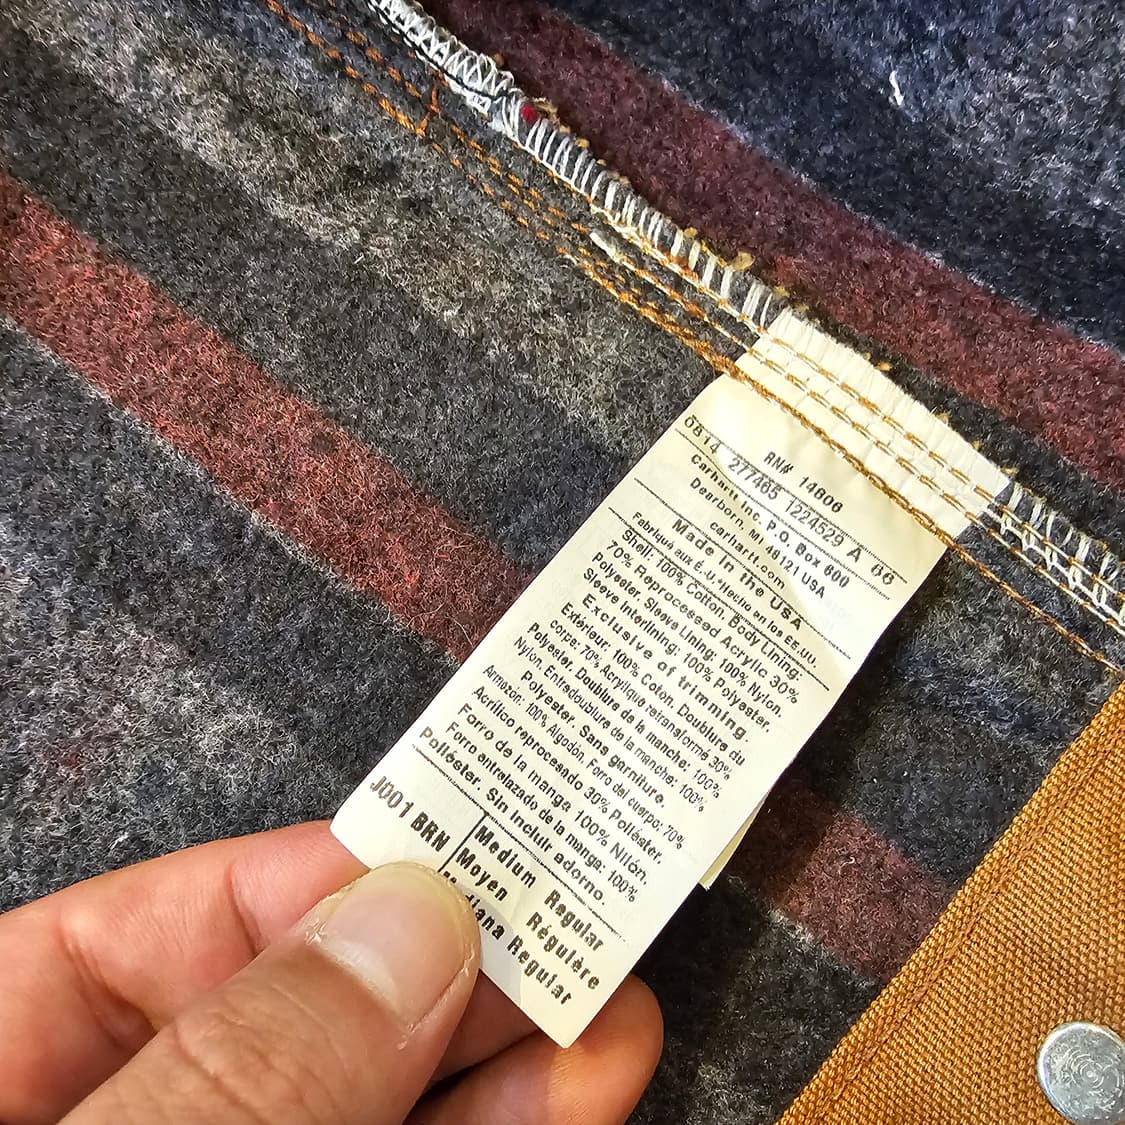 RN# 14806
0814 277465 1224529 A 66
Carhartt Inc. P.O. Box 600
Dearborn, MI 48121 USA
carhartt.com
Made in the USA
Fabriqué aux É.-U. *Hecho en los EE.UU.
Shell: 100% Cotton. Body Lining:
70% Reprocessed Acrylic 30%
Polyester. Sleeve Lining: 100% Nylon.
Sleeve Interlining: 100% Polyester.
Exclusive of trimming
Extérieur: 100% Coton. Doublure du
corps: 70% Acrylique retransformé 30%
Polyester. Doublure de la manche: 100%
Nylon. Entredoublure de la manche: 100%
Polyester. Sans garniture.
Armazon: 100% Algodón. Forro del cuerpo: 70%
Acrílico reproceando 30% Poliéster.
Forro de la manga 100% Nilón.
Forro entrelazado de la manga: 100%
Poliéster. Sin incluir adorno.
J001 BRN
Medium Regular
Moyen Régulère
Regular